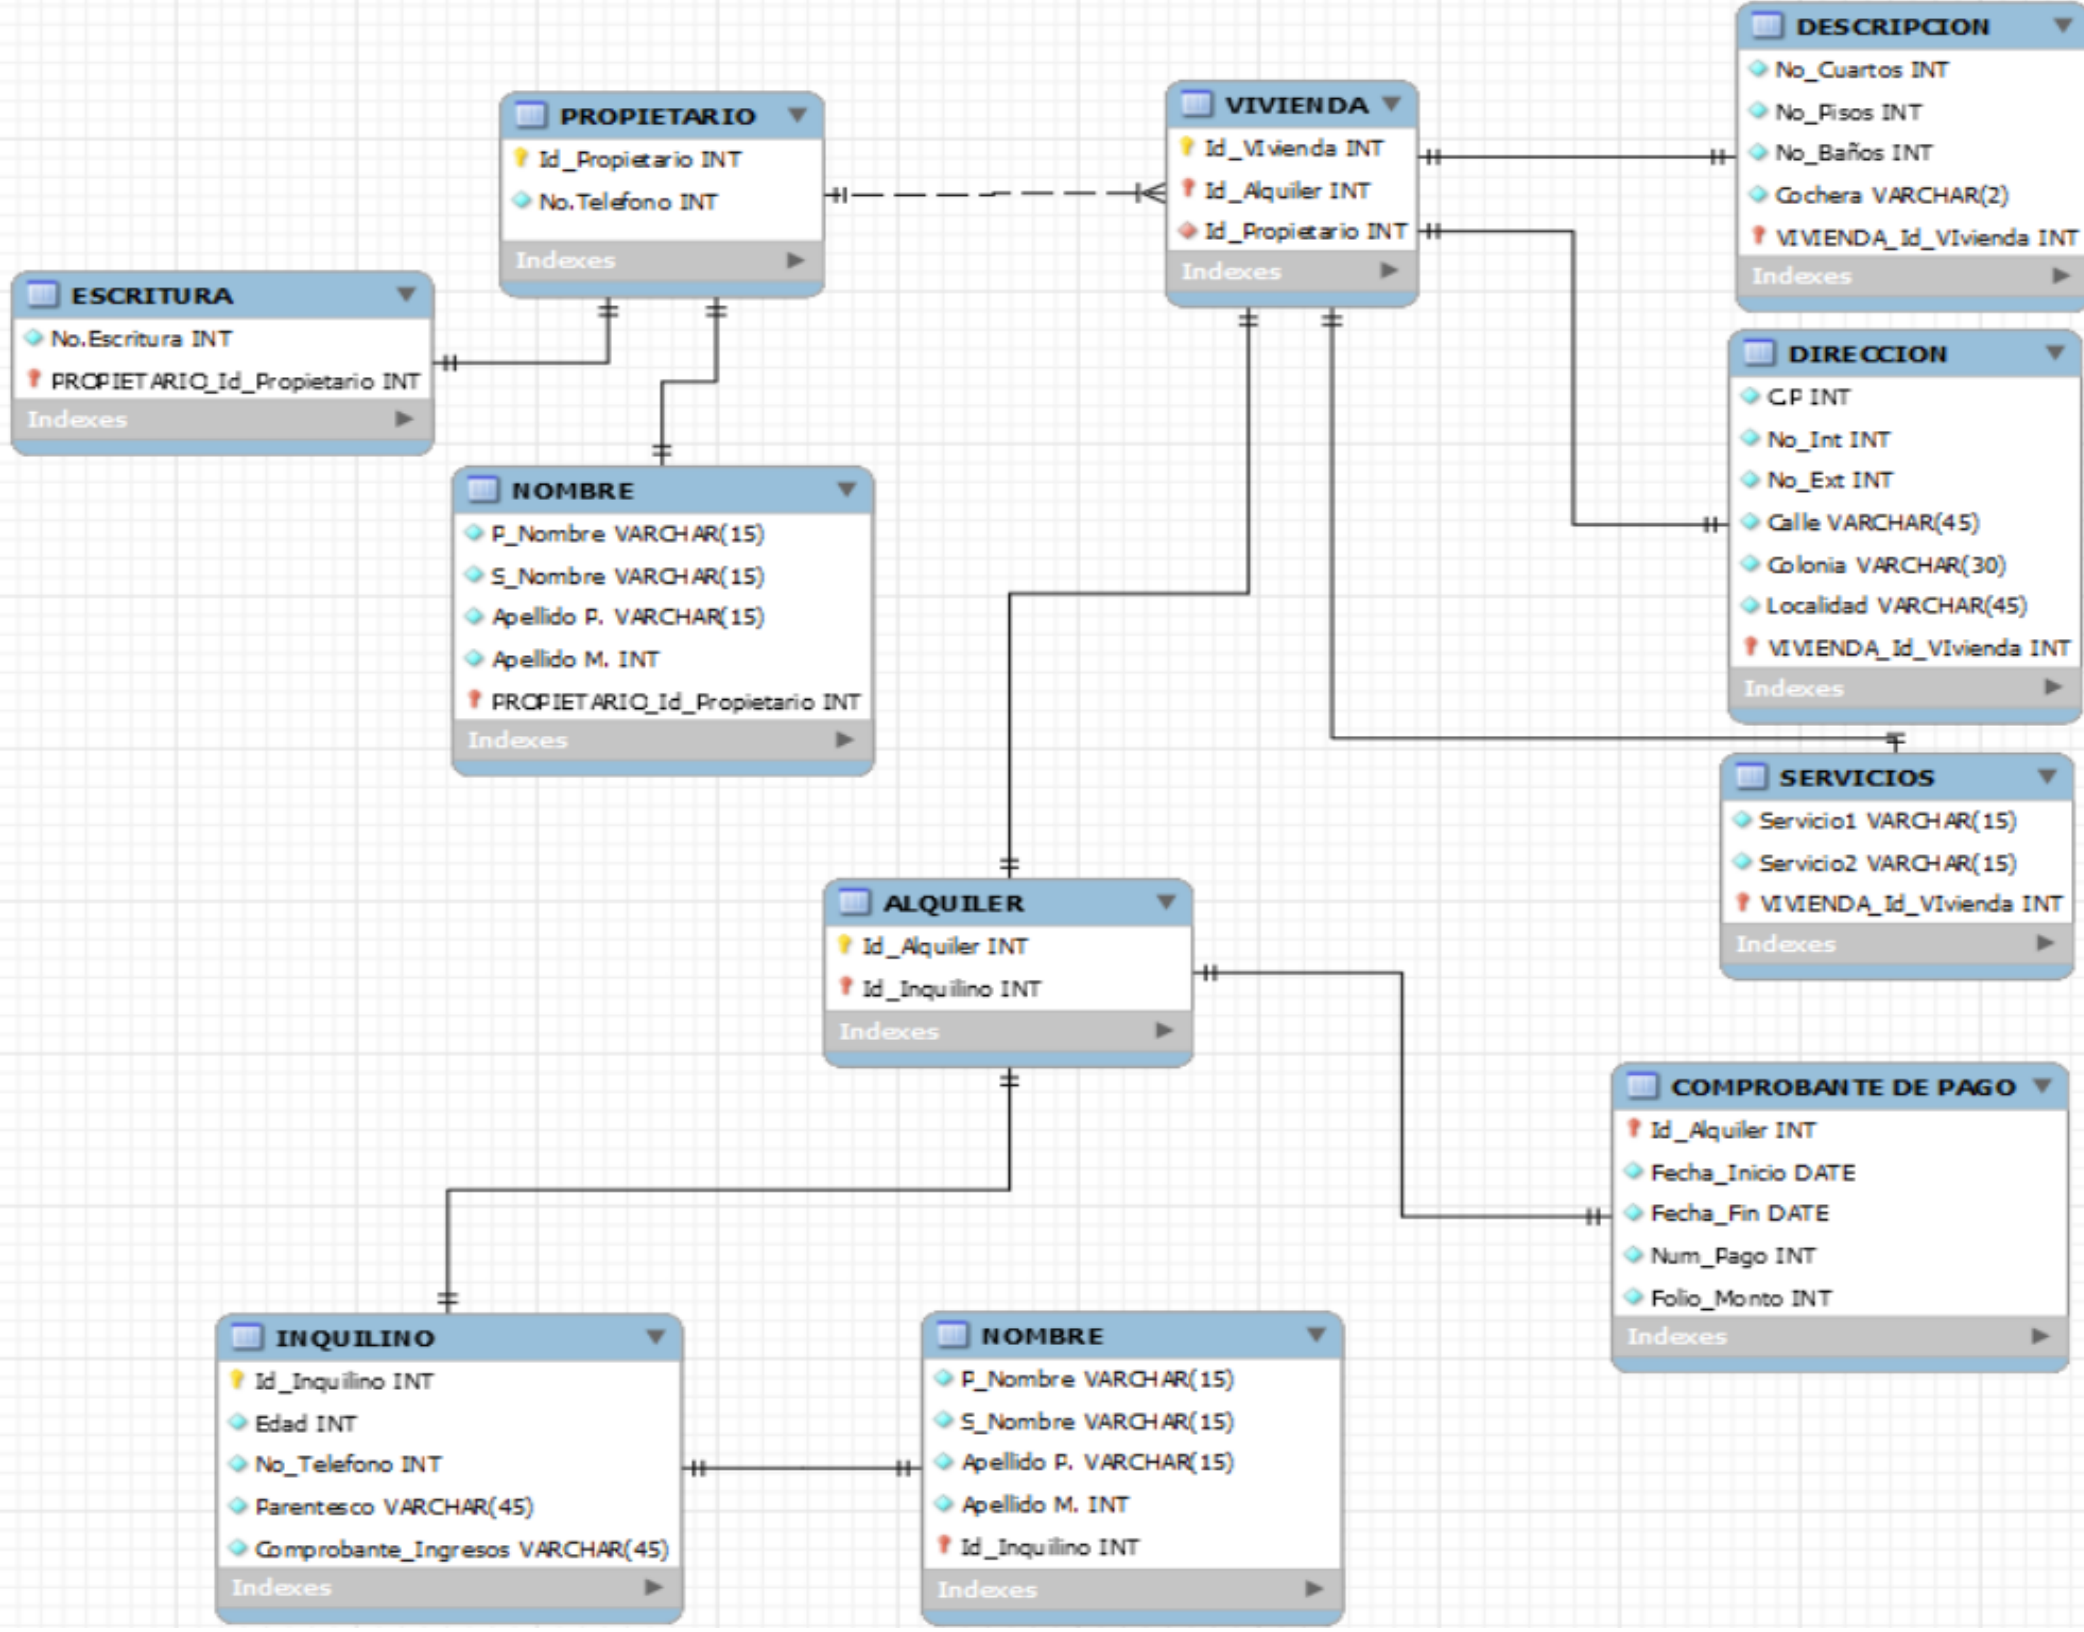 PROPIETARIO
Id_Propietario INT
No.Telefono INT
Indexes
VIVIENDA
Id_VIvienda INT
Id_Alquiler INT
Id_Propietario INT
Indexes
DESCRIPCION
No_Cuartos INT
No_Pisos INT
No_Baños INT
Cochera VARCHAR(2)
VIVIENDA_Id_VIvienda INT
Indexes
ESCRITURA
No.Escritura INT
PROPIETARIO_Id_Propietario INT
Indexes
DIRECCION
C.P INT
No_Int INT
No_Ext INT
Calle VARCHAR(45)
Colonia VARCHAR(30)
Localidad VARCHAR(45)
VIVIENDA_Id_VIvienda INT
Indexes
NOMBRE
P_Nombre VARCHAR(15)
S_Nombre VARCHAR(15)
Apellido P. VARCHAR(15)
Apellido M. INT
PROPIETARIO_Id_Propietario INT
Indexes
SERVICIOS
Servicio1 VARCHAR(15)
Servicio2 VARCHAR(15)
VIVIENDA_Id_VIvienda INT
Indexes
ALQUILER
Id_Alquiler INT
Id_Inquilino INT
Indexes
COMPROBANTE DE PAGO
Id_Alquiler INT
Fecha_Inicio DATE
Fecha_Fin DATE
Num_Pago INT
Folio_Monto INT
Indexes
INQUILINO
Id_Inquilino INT
Edad INT
No_Telefono INT
Parentesco VARCHAR(45)
Comprobante_Ingresos VARCHAR(45)
Indexes
NOMBRE
P_Nombre VARCHAR(15)
S_Nombre VARCHAR(15)
Apellido P. VARCHAR(15)
Apellido M. INT
Id_Inquilino INT
Indexes